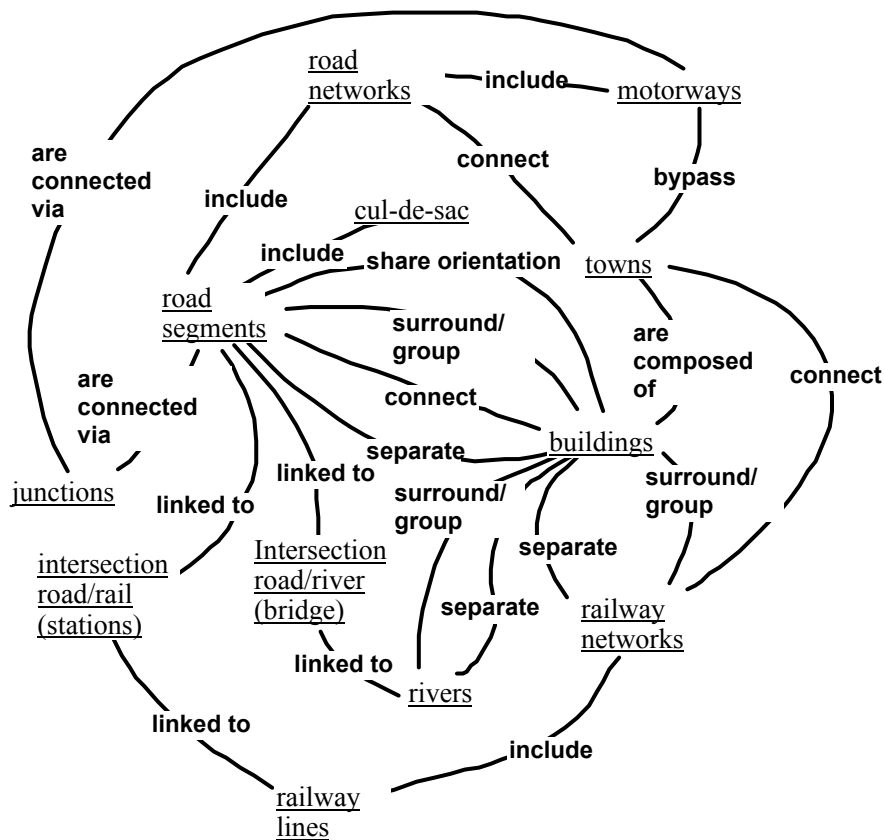 road
networks
include
motorways
are
connected
via
connect
bypass
include
cul-de-sac
include
share orientation
towns
road
segments
surround/
group
are
composed
of
connect
are
connected
via
connect
buildings
separate
linked to
surround/
group
surround/
group
junctions
linked to
separate
intersection
road/rail
(stations)
Intersection
road/river
(bridge)
separate
railway
networks
linked to
rivers
linked to
include
railway
lines